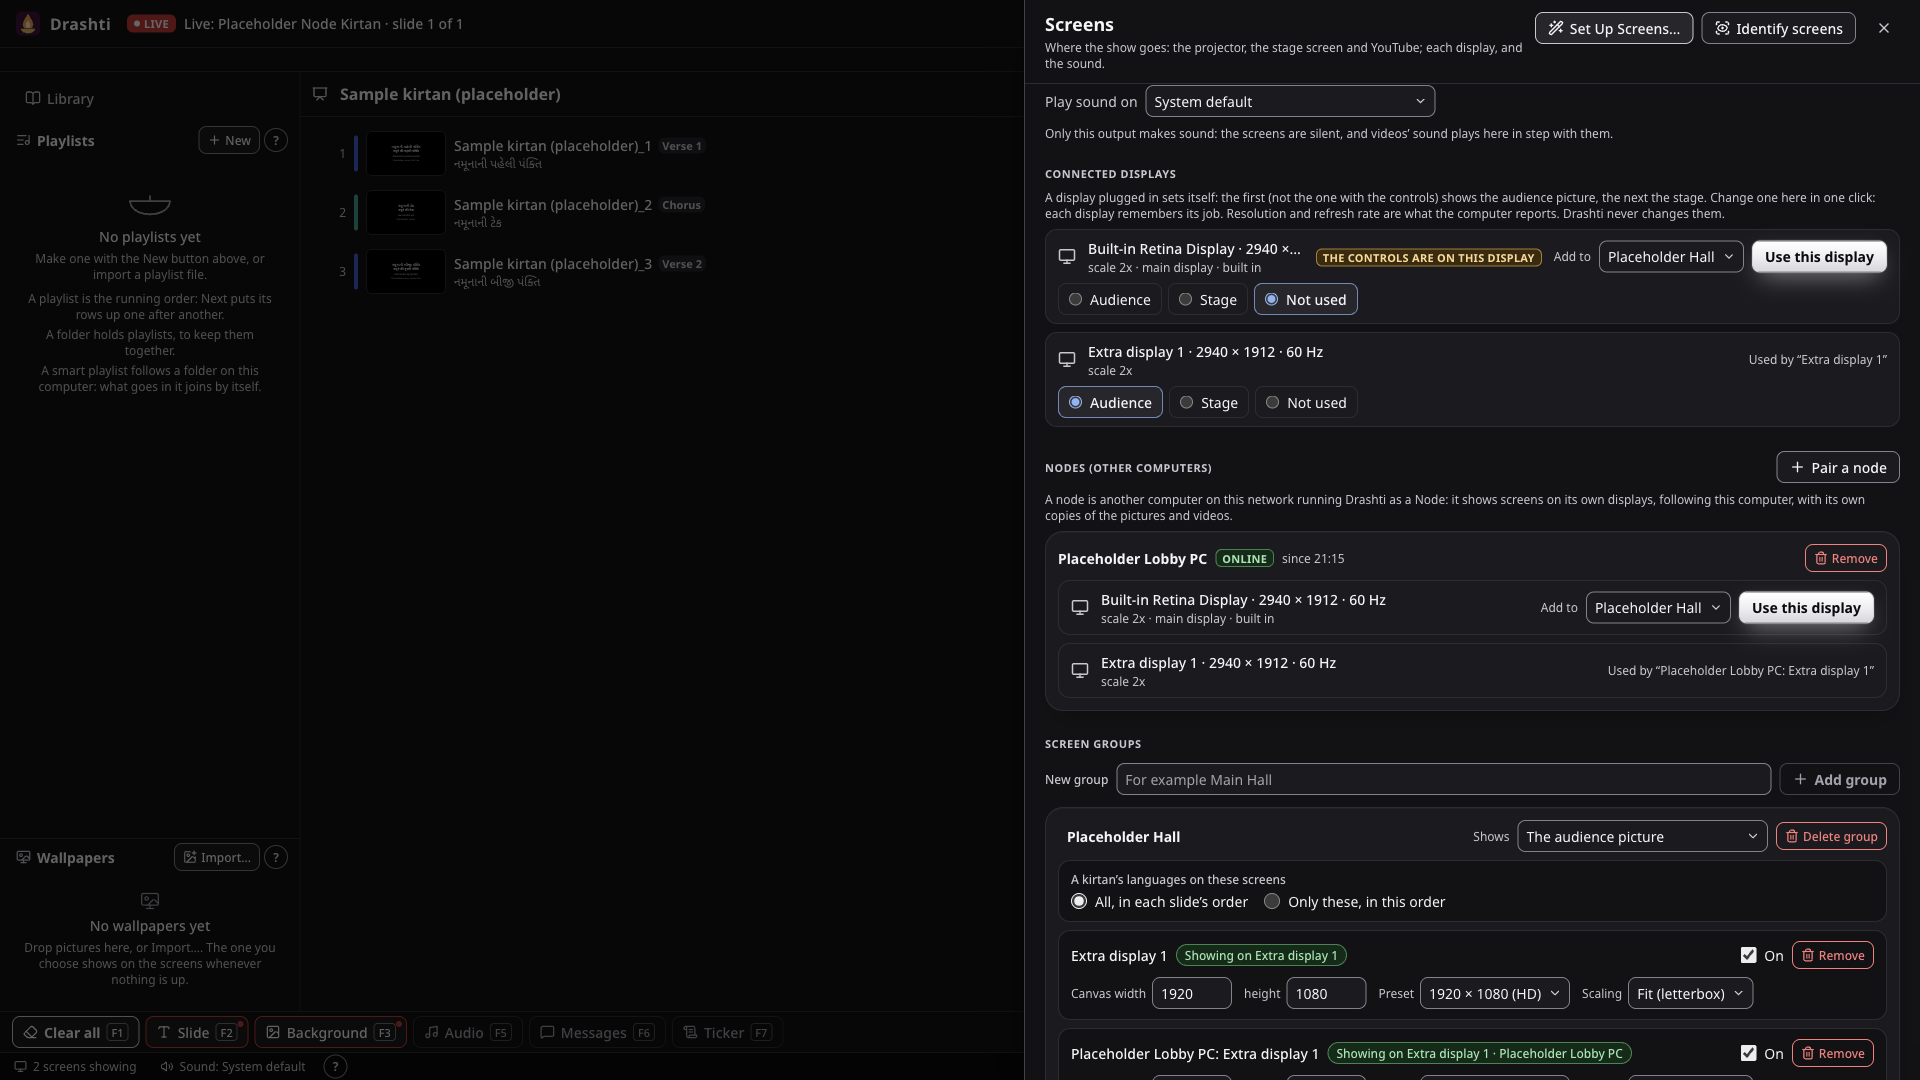 Drashti
LIVE
Live: Placeholder Node Kirtan · slide 1 of 1
Library
Playlists
New
?
No playlists yet
Make one with the New button above, or
import a playlist file.
A playlist is the running order: Next puts its
rows up one after another.
A folder holds playlists, to keep them
together.
A smart playlist follows a folder on this
computer: what goes in it joins by itself.
Wallpapers
Import...
?
No wallpapers yet
Drop pictures here, or Import.... The one you
choose shows on the screens whenever
nothing is up.
Sample kirtan (placeholder)
1
Sample kirtan (placeholder)_1 Verse 1
નમૂનાની પહેલી પંક્તિ
2
Sample kirtan (placeholder)_2 Chorus
નમૂનાની ટેક
3
Sample kirtan (placeholder)_3 Verse 2
નમૂનાની બીજી પંક્તિ
Clear all F1
Slide F2
Background F3
Audio F5
Messages F6
Ticker F7
2 screens showing
Sound: System default
?
Screens
Where the show goes: the projector, the stage screen and YouTube; each display, and
the sound.
Set Up Screens...
Identify screens
Play sound on System default
Only this output makes sound: the screens are silent, and videos’ sound plays here in step with them.
CONNECTED DISPLAYS
A display plugged in sets itself: the first (not the one with the controls) shows the audience picture, the next the stage. Change one here in one click:
each display remembers its job. Resolution and refresh rate are what the computer reports. Drashti never changes them.
Built-in Retina Display · 2940 ×...
scale 2x · main display · built in
THE CONTROLS ARE ON THIS DISPLAY
Add to Placeholder Hall
Use this display
Audience Stage Not used
Extra display 1 · 2940 × 1912 · 60 Hz
scale 2x
Used by “Extra display 1”
Audience Stage Not used
NODES (OTHER COMPUTERS)
Pair a node
A node is another computer on this network running Drashti as a Node: it shows screens on its own displays, following this computer, with its own
copies of the pictures and videos.
Placeholder Lobby PC ONLINE since 21:15
Remove
Built-in Retina Display · 2940 × 1912 · 60 Hz
scale 2x · main display · built in
Add to Placeholder Hall
Use this display
Extra display 1 · 2940 × 1912 · 60 Hz
scale 2x
Used by “Placeholder Lobby PC: Extra display 1”
SCREEN GROUPS
New group For example Main Hall
Add group
Placeholder Hall
Shows The audience picture
Delete group
A kirtan’s languages on these screens
All, in each slide’s order Only these, in this order
Extra display 1 Showing on Extra display 1
On Remove
Canvas width 1920 height 1080 Preset 1920 × 1080 (HD) Scaling Fit (letterbox)
Placeholder Lobby PC: Extra display 1 Showing on Extra display 1 · Placeholder Lobby PC
On Remove